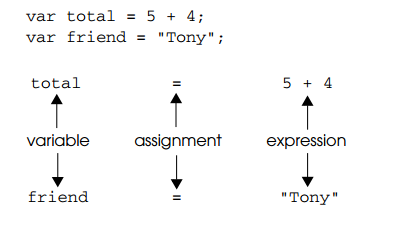 var total = 5 + 4;
var friend = "Tony";
total = 5 + 4
variable assignment expression
friend = "Tony"